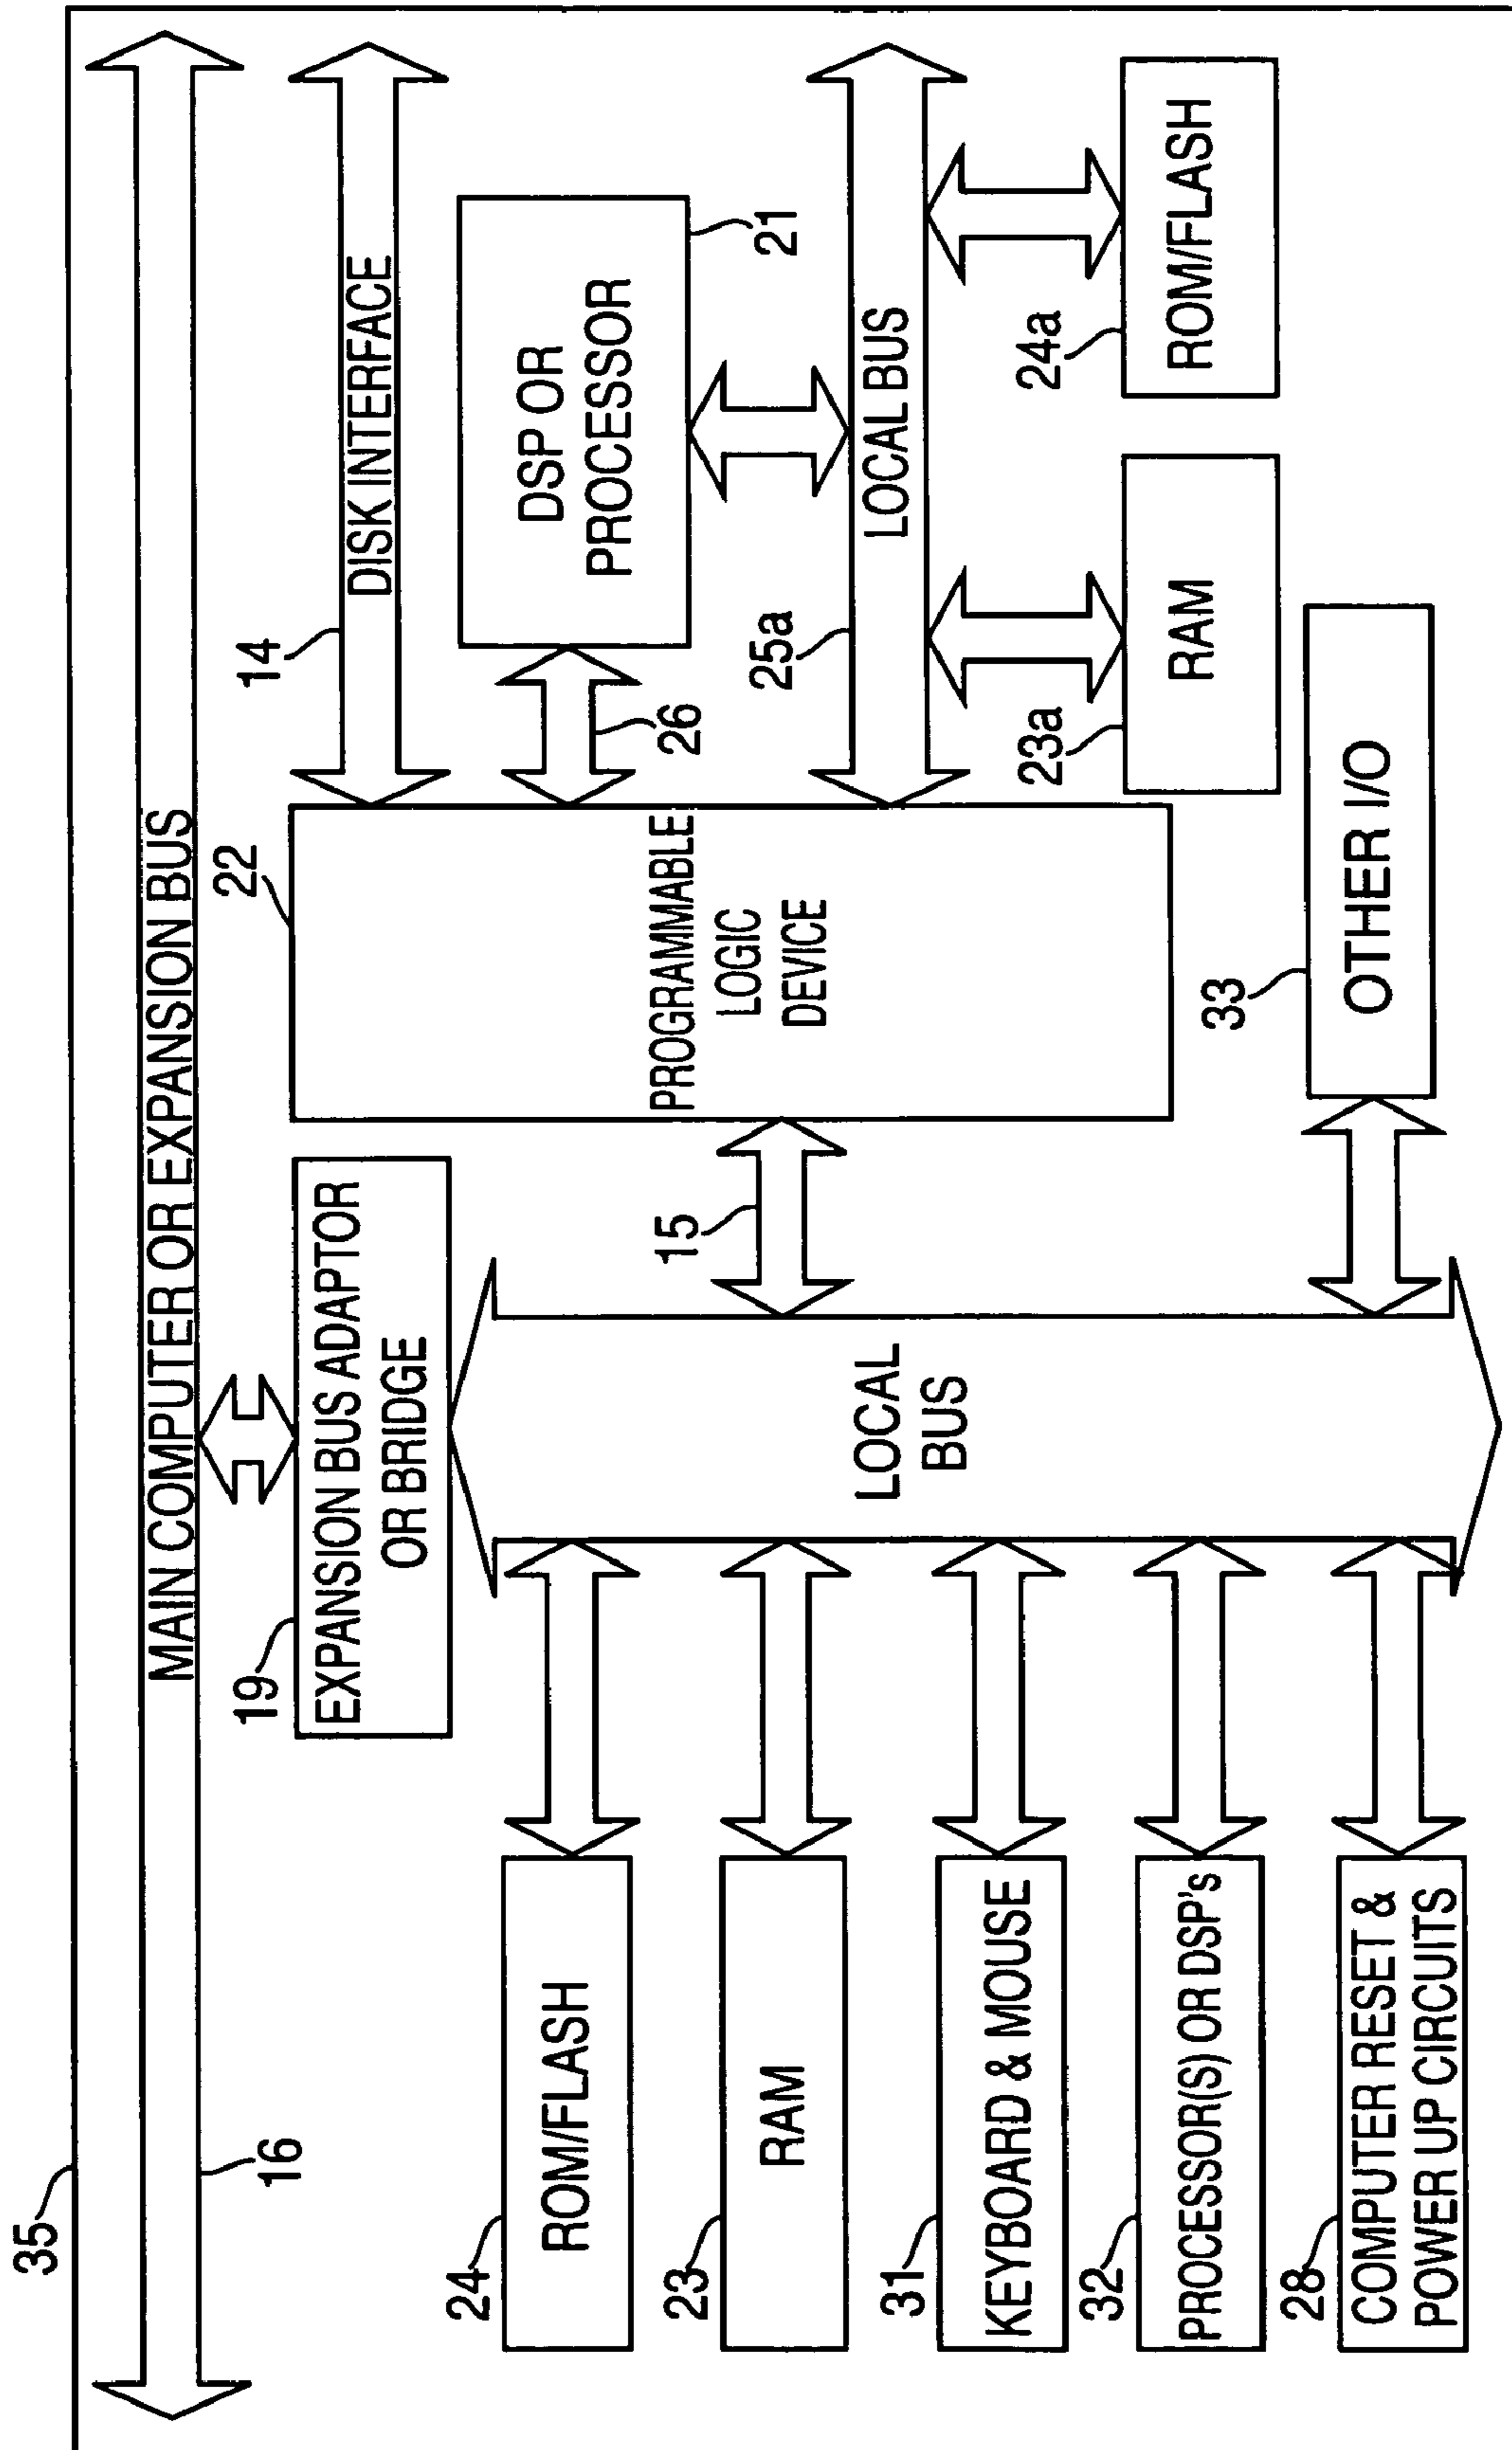 35
MAIN COMPUTER OR EXPANSION BUS
16
19
EXPANSION BUS ADAPTOR
OR BRIDGE
22
PROGRAMMABLE
LOGIC
DEVICE
14
DISK INTERFACE
DSP OR
PROCESSOR
21
26
25a
LOCAL BUS
23a
RAM
24a
ROM/FLASH
15
LOCAL
BUS
33
OTHER I/O
24
ROM/FLASH
23
RAM
31
KEYBOARD & MOUSE
32
PROCESSOR(S) OR DSP's
28
COMPUTER RESET &
POWER UP CIRCUITS